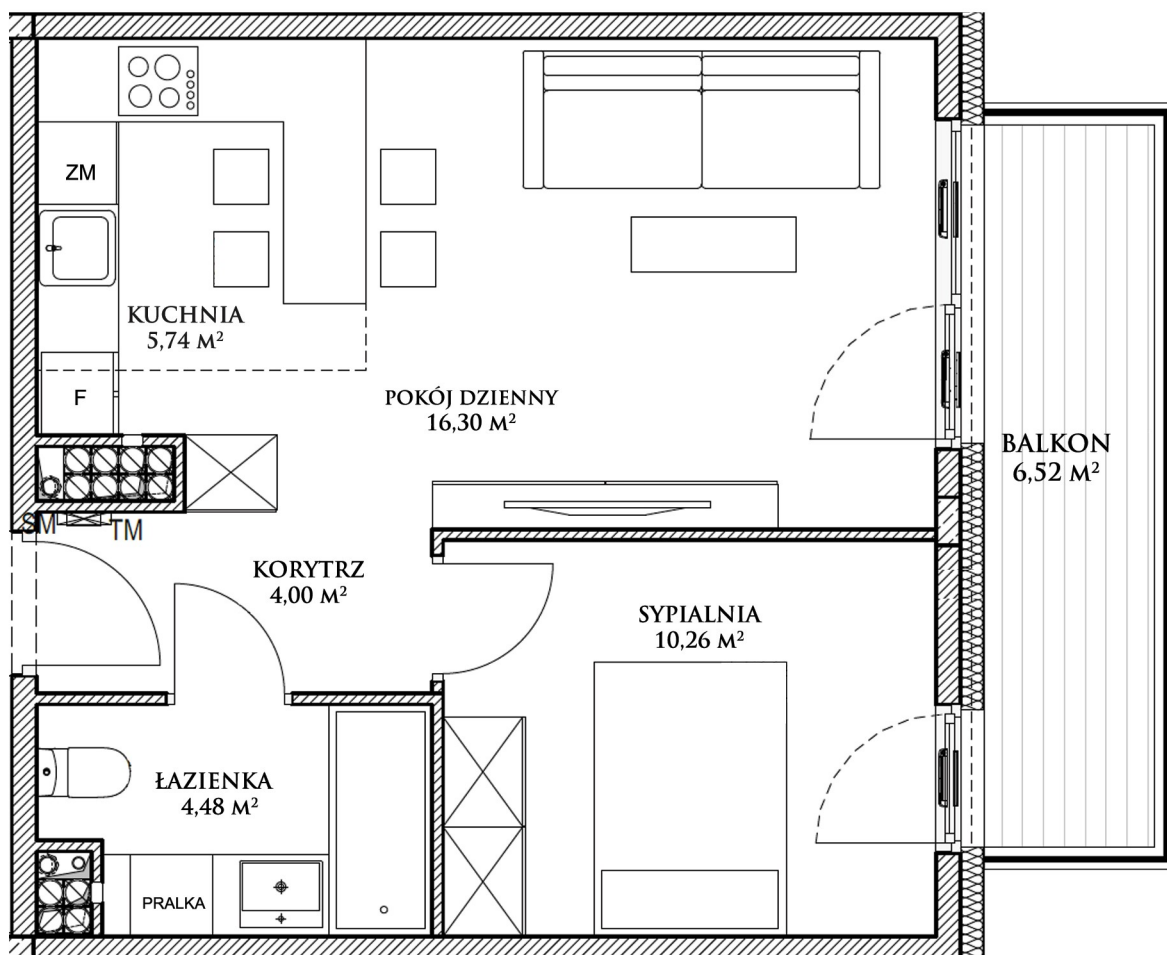 ZM
KUCHNIA
5,74 M²
F
POKÓJ DZIENNY
16,30 M²
BALKON
6,52 M²
SM
TM
KORYTRZ
4,00 M²
SYPIALNIA
10,26 M²
ŁAZIENKA
4,48 M²
PRALKA